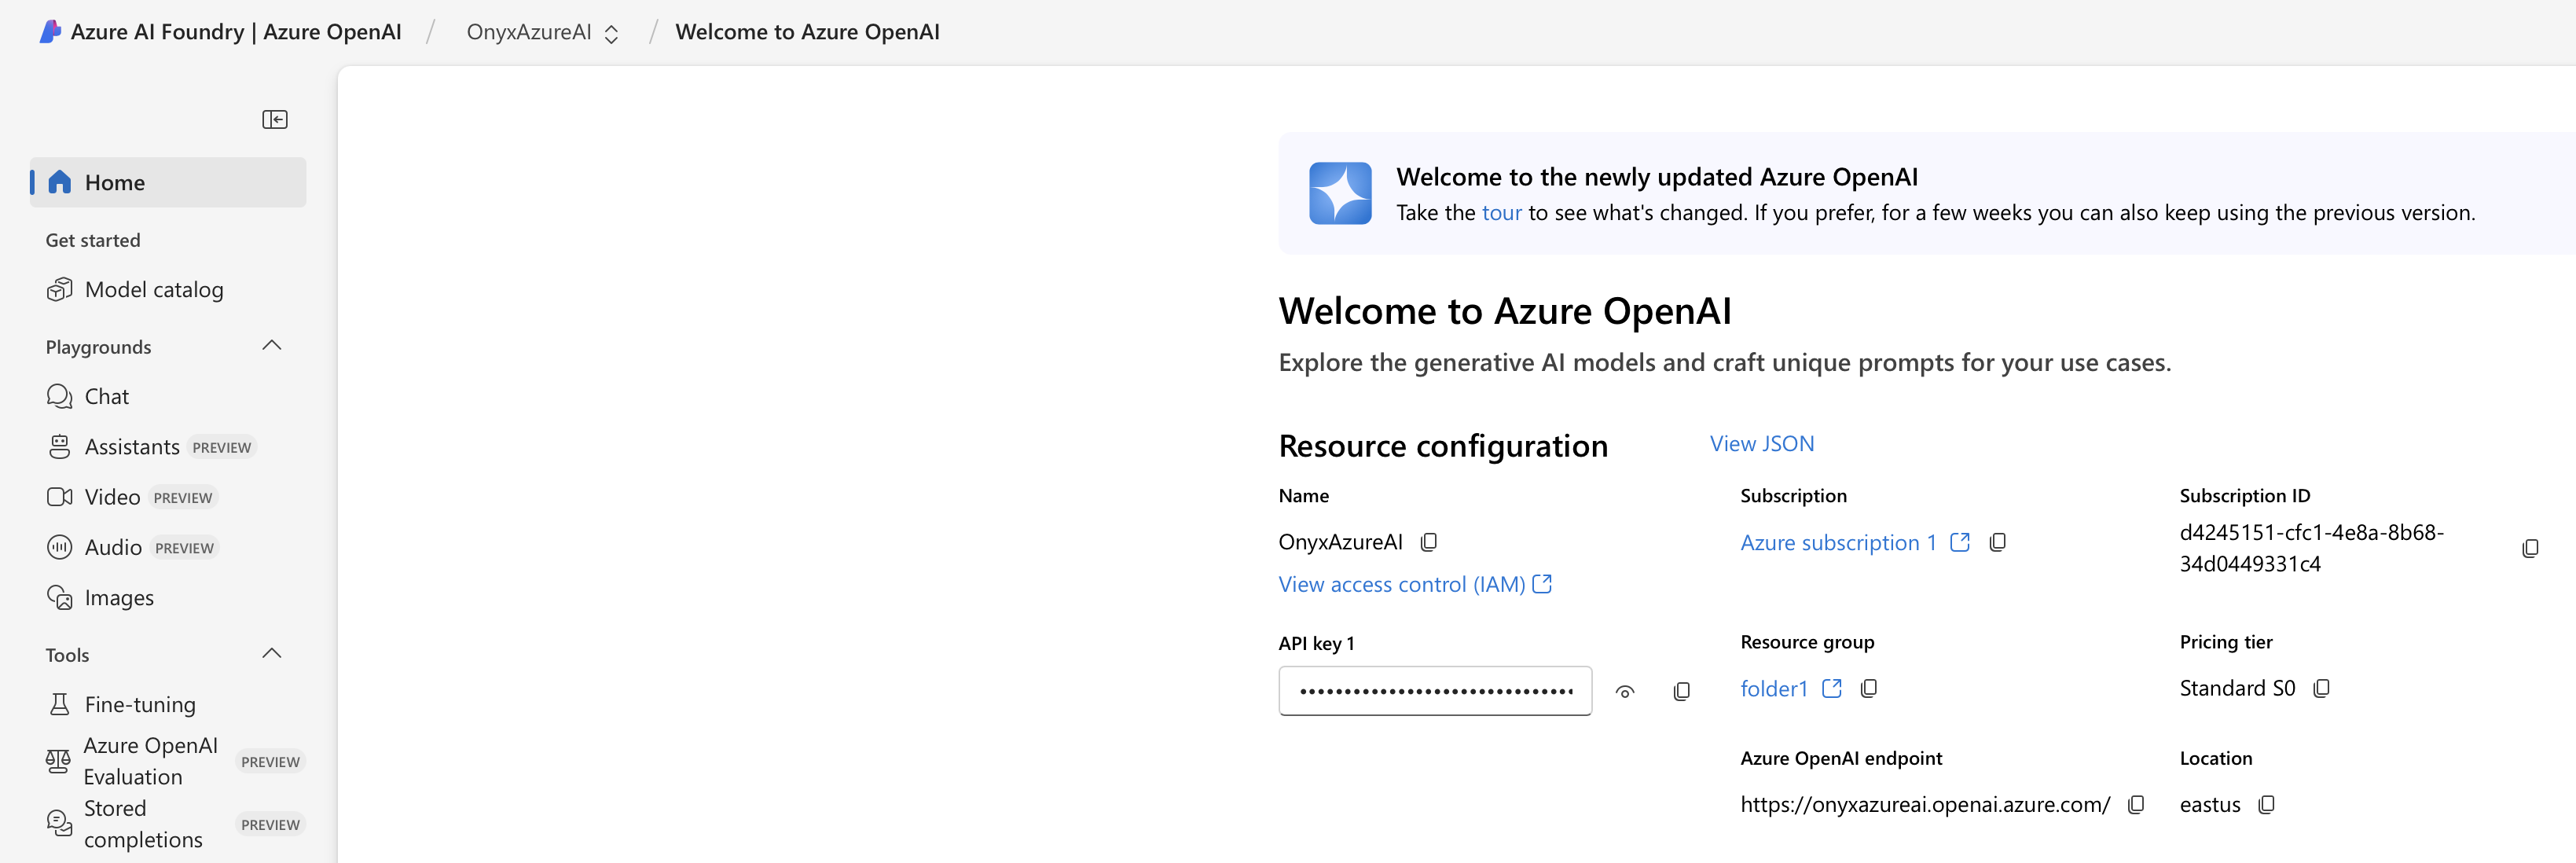 Azure AI Foundry | Azure OpenAI / OnyxAzureAI / Welcome to Azure OpenAI
Home
Get started
Model catalog
Playgrounds
Chat
Assistants PREVIEW
Video PREVIEW
Audio PREVIEW
Images
Tools
Fine-tuning
Azure OpenAI
Evaluation
PREVIEW
Stored
completions
PREVIEW
Welcome to the newly updated Azure OpenAI
Take the tour to see what's changed. If you prefer, for a few weeks you can also keep using the previous version.
Welcome to Azure OpenAI
Explore the generative AI models and craft unique prompts for your use cases.
Resource configuration
View JSON
Name
OnyxAzureAI
View access control (IAM)
Subscription
Azure subscription 1
Subscription ID
d4245151-cfc1-4e8a-8b68-
34d0449331c4
API key 1
•••••••••••••••••••••••••••••••
Resource group
folder1
Pricing tier
Standard S0
Azure OpenAI endpoint
https://onyxazureai.openai.azure.com/
Location
eastus